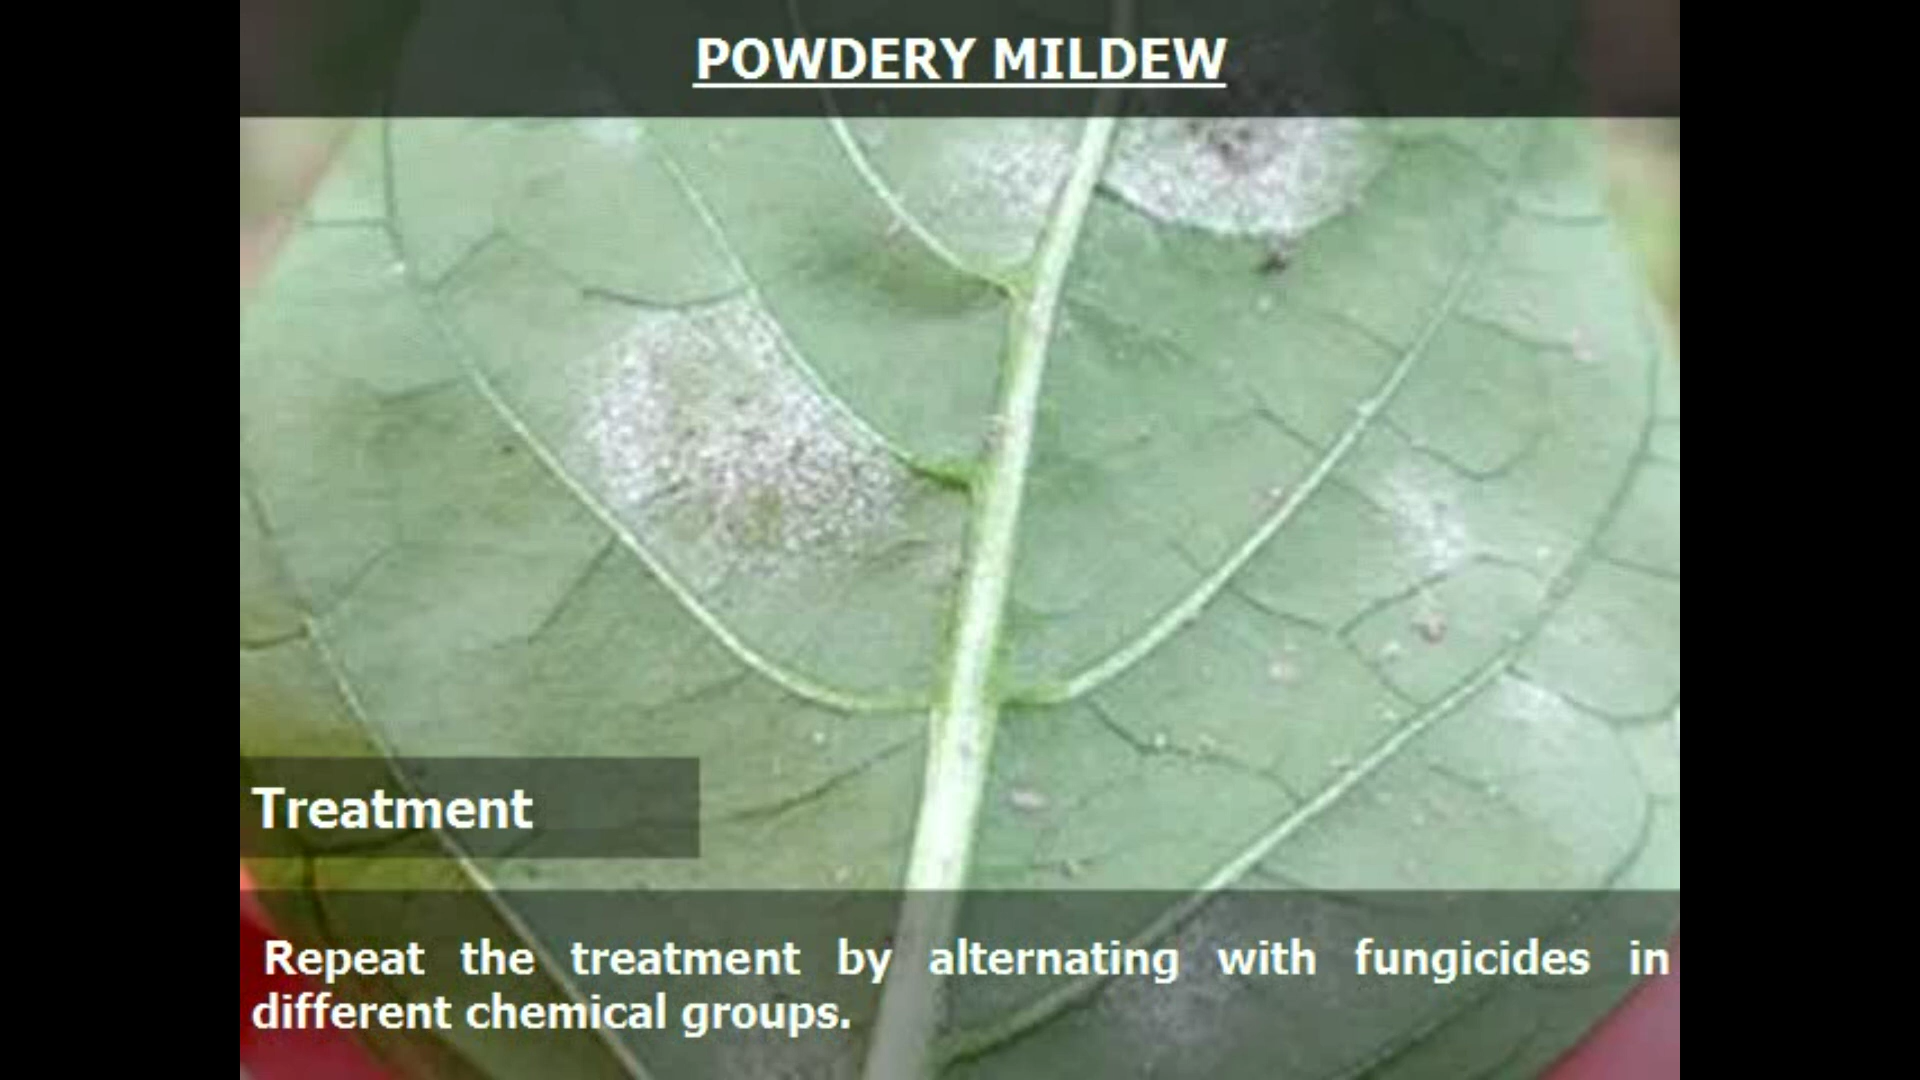 POWDERY MILDEW
Treatment
Repeat the treatment by alternating with fungicides in
different chemical groups.